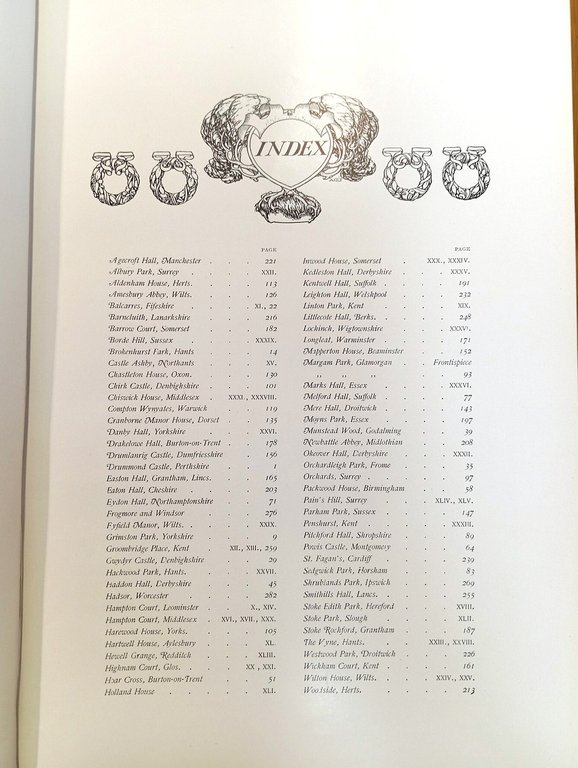 INDEX
PAGE
Agecroft Hall, Manchester . . . 221
Albury Park, Surrey . . . . XXII.
Aldenham House, Herts. . . . 113
Amesbury Abbey, Wilts. . . . 126
Balcarres, Fifeshire . . . XI., 22
Barncluith, Lanarkshire . . . 216
Barrow Court, Somerset . . . 182
Borde Hill, Sussex . . . XXXIX.
Brokenhurst Park, Hants . . . 14
Castle Ashby, Northants . . . XV.
Chastleton House, Oxon. . . . 130
Chirk Castle, Denbighshire . . . 101
Chiswick House, Middlesex . XXXI., XXXVIII.
Compton Wynyates, Warwick . . 119
Cranborne Manor House, Dorset . . 135
Danby Hall, Yorkshire . . . XXVI.
Drakelowe Hall, Burton-on-Trent . . 178
Drumlanrig Castle, Dumfriesshire . . 156
Drummond Castle, Perthshire . . 1
Easton Hall, Grantham, Lincs. . . 165
Eaton Hall, Cheshire . . . . 203
Eydon Hall, Northamptonshire . . 71
Frogmore and Windsor . . . 276
Fyfield Manor, Wilts. . . . . XXIX.
Grimston Park, Yorkshire . . . 9
Groombridge Place, Kent XII., XIII., 259
Gwydyr Castle, Denbighshire . . 29
Hackwood Park, Hants. . . . XXVII.
Haddon Hall, Derbyshire . . . 45
Hadsor, Worcester . . . . 282
Hampton Court, Leominster . . X., XIV.
Hampton Court, Middlesex XVI., XVII., XXX.
Harewood House, Yorks. . . . 105
Hartwell House, Aylesbury . . XL.
Hewell Grange, Redditch . . XLIII.
Highnam Court, Glos. . . . XX , XXI.
Hoar Cross, Burton-on-Trent . . 51
Holland House . . . . . XLI.
PAGE
Inwood House, Somerset . XXX., XXXIV.
Kedleston Hall, Derbyshire . . XXXV.
Kentwell Hall, Suffolk . . . . 191
Leighton Hall, Welshpool . . . 232
Linton Park, Kent . . . . XIX.
Littlecote Hall, Berks. . . . . 248
Lochinch, Wigtownshire . . XXXVI.
Longleat, Warminster . . . 171
Mapperton House, Beaminster . . 152
Margam Park, Glamorgan . Frontispiece
,, ,, ,, . . . 93
Marks Hall, Essex . . . XXXVI.
Melford Hall, Suffolk . . . . 77
Mere Hall, Droitwich . . . 143
Moyns Park, Essex . . . . 197
Munstead Wood, Godalming . . 39
Newbattle Abbey, Midlothian . . 208
Okeover Hall, Derbyshire . . XXXII.
Orchardleigh Park, Frome . . . 35
Orchards, Surrey . . . . . 97
Packwood House, Birmingham . . 58
Pain's Hill, Surrey . . . XLIV., XLV.
Parham Park, Sussex . . . 147
Penshurst, Kent . . . . XXXIII.
Pitchford Hall, Shropshire . . . 89
Powis Castle, Montgomery . . . 64
St. Fagan's, Cardiff . . . . 239
Sedgwick Park, Horsham . . . 83
Shrublands Park, Ipswich . . . 269
Smithills Hall, Lancs. . . . . 255
Stoke Edith Park, Hereford . . XVIII.
Stoke Park, Slough . . . . XLII.
Stoke Rochford, Grantham . . . 187
The Vyne, Hants. . . . XXIII., XXVIII.
Westwood Park, Droitwich . . . 226
Wickham Court, Kent . . . 161
Wilton House, Wilts. . . . XXIV., XXV.
Woodside, Herts. . . . . 213